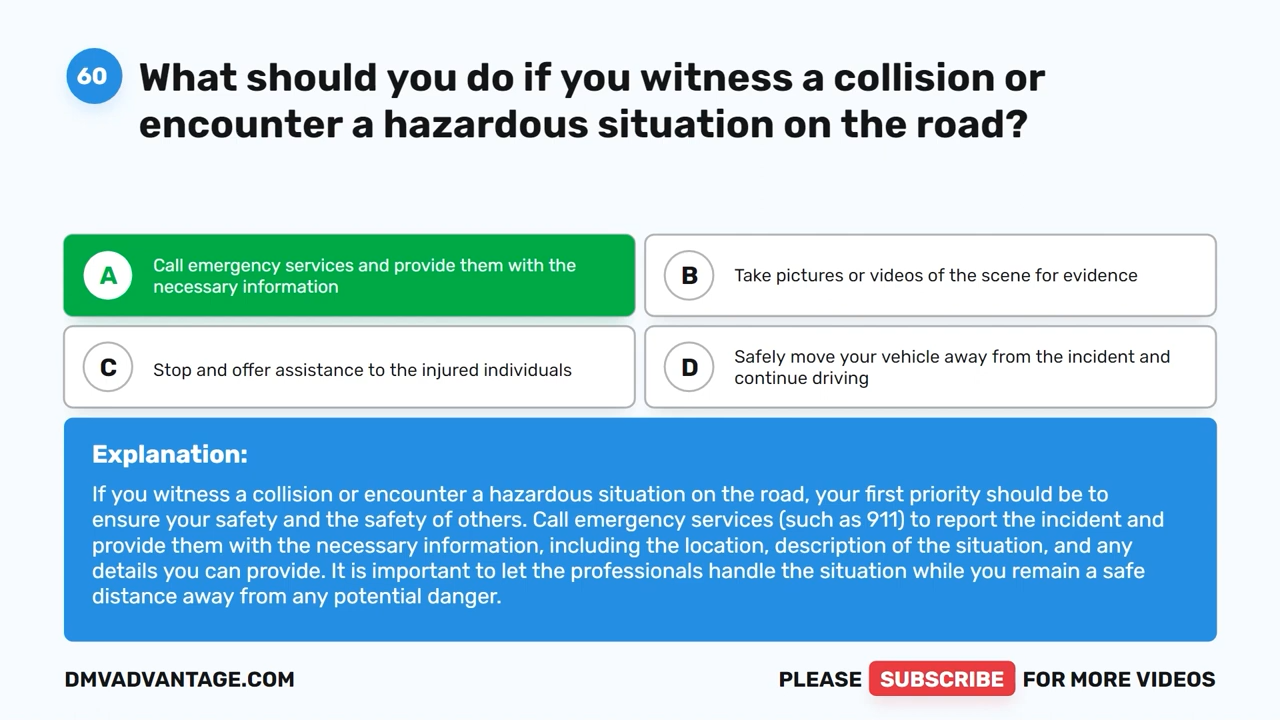 60
What should you do if you witness a collision or
encounter a hazardous situation on the road?
A
Call emergency services and provide them with the
necessary information
B
Take pictures or videos of the scene for evidence
C
Stop and offer assistance to the injured individuals
D
Safely move your vehicle away from the incident and
continue driving
Explanation:
If you witness a collision or encounter a hazardous situation on the road, your first priority should be to
ensure your safety and the safety of others. Call emergency services (such as 911) to report the incident and
provide them with the necessary information, including the location, description of the situation, and any
details you can provide. It is important to let the professionals handle the situation while you remain a safe
distance away from any potential danger.
DMVADVANTAGE.COM
PLEASE SUBSCRIBE FOR MORE VIDEOS